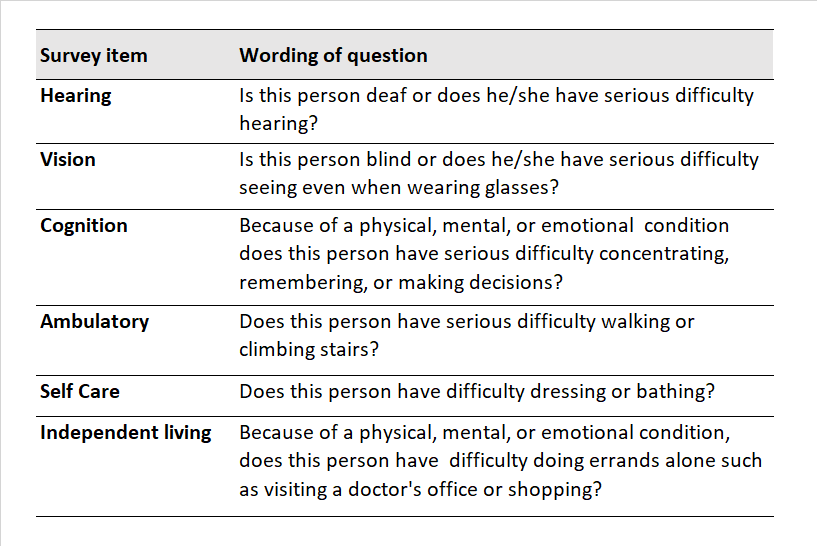 Survey item Wording of question
Hearing Is this person deaf or does he/she have serious difficulty
hearing?
Vision Is this person blind or does he/she have serious difficulty
seeing even when wearing glasses?
Cognition Because of a physical, mental, or emotional  condition
does this person have serious difficulty concentrating,
remembering, or making decisions?
Ambulatory Does this person have serious difficulty walking or
climbing stairs?
Self Care Does this person have difficulty dressing or bathing?
Independent living Because of a physical, mental, or emotional condition,
does this person have  difficulty doing errands alone such
as visiting a doctor's office or shopping?